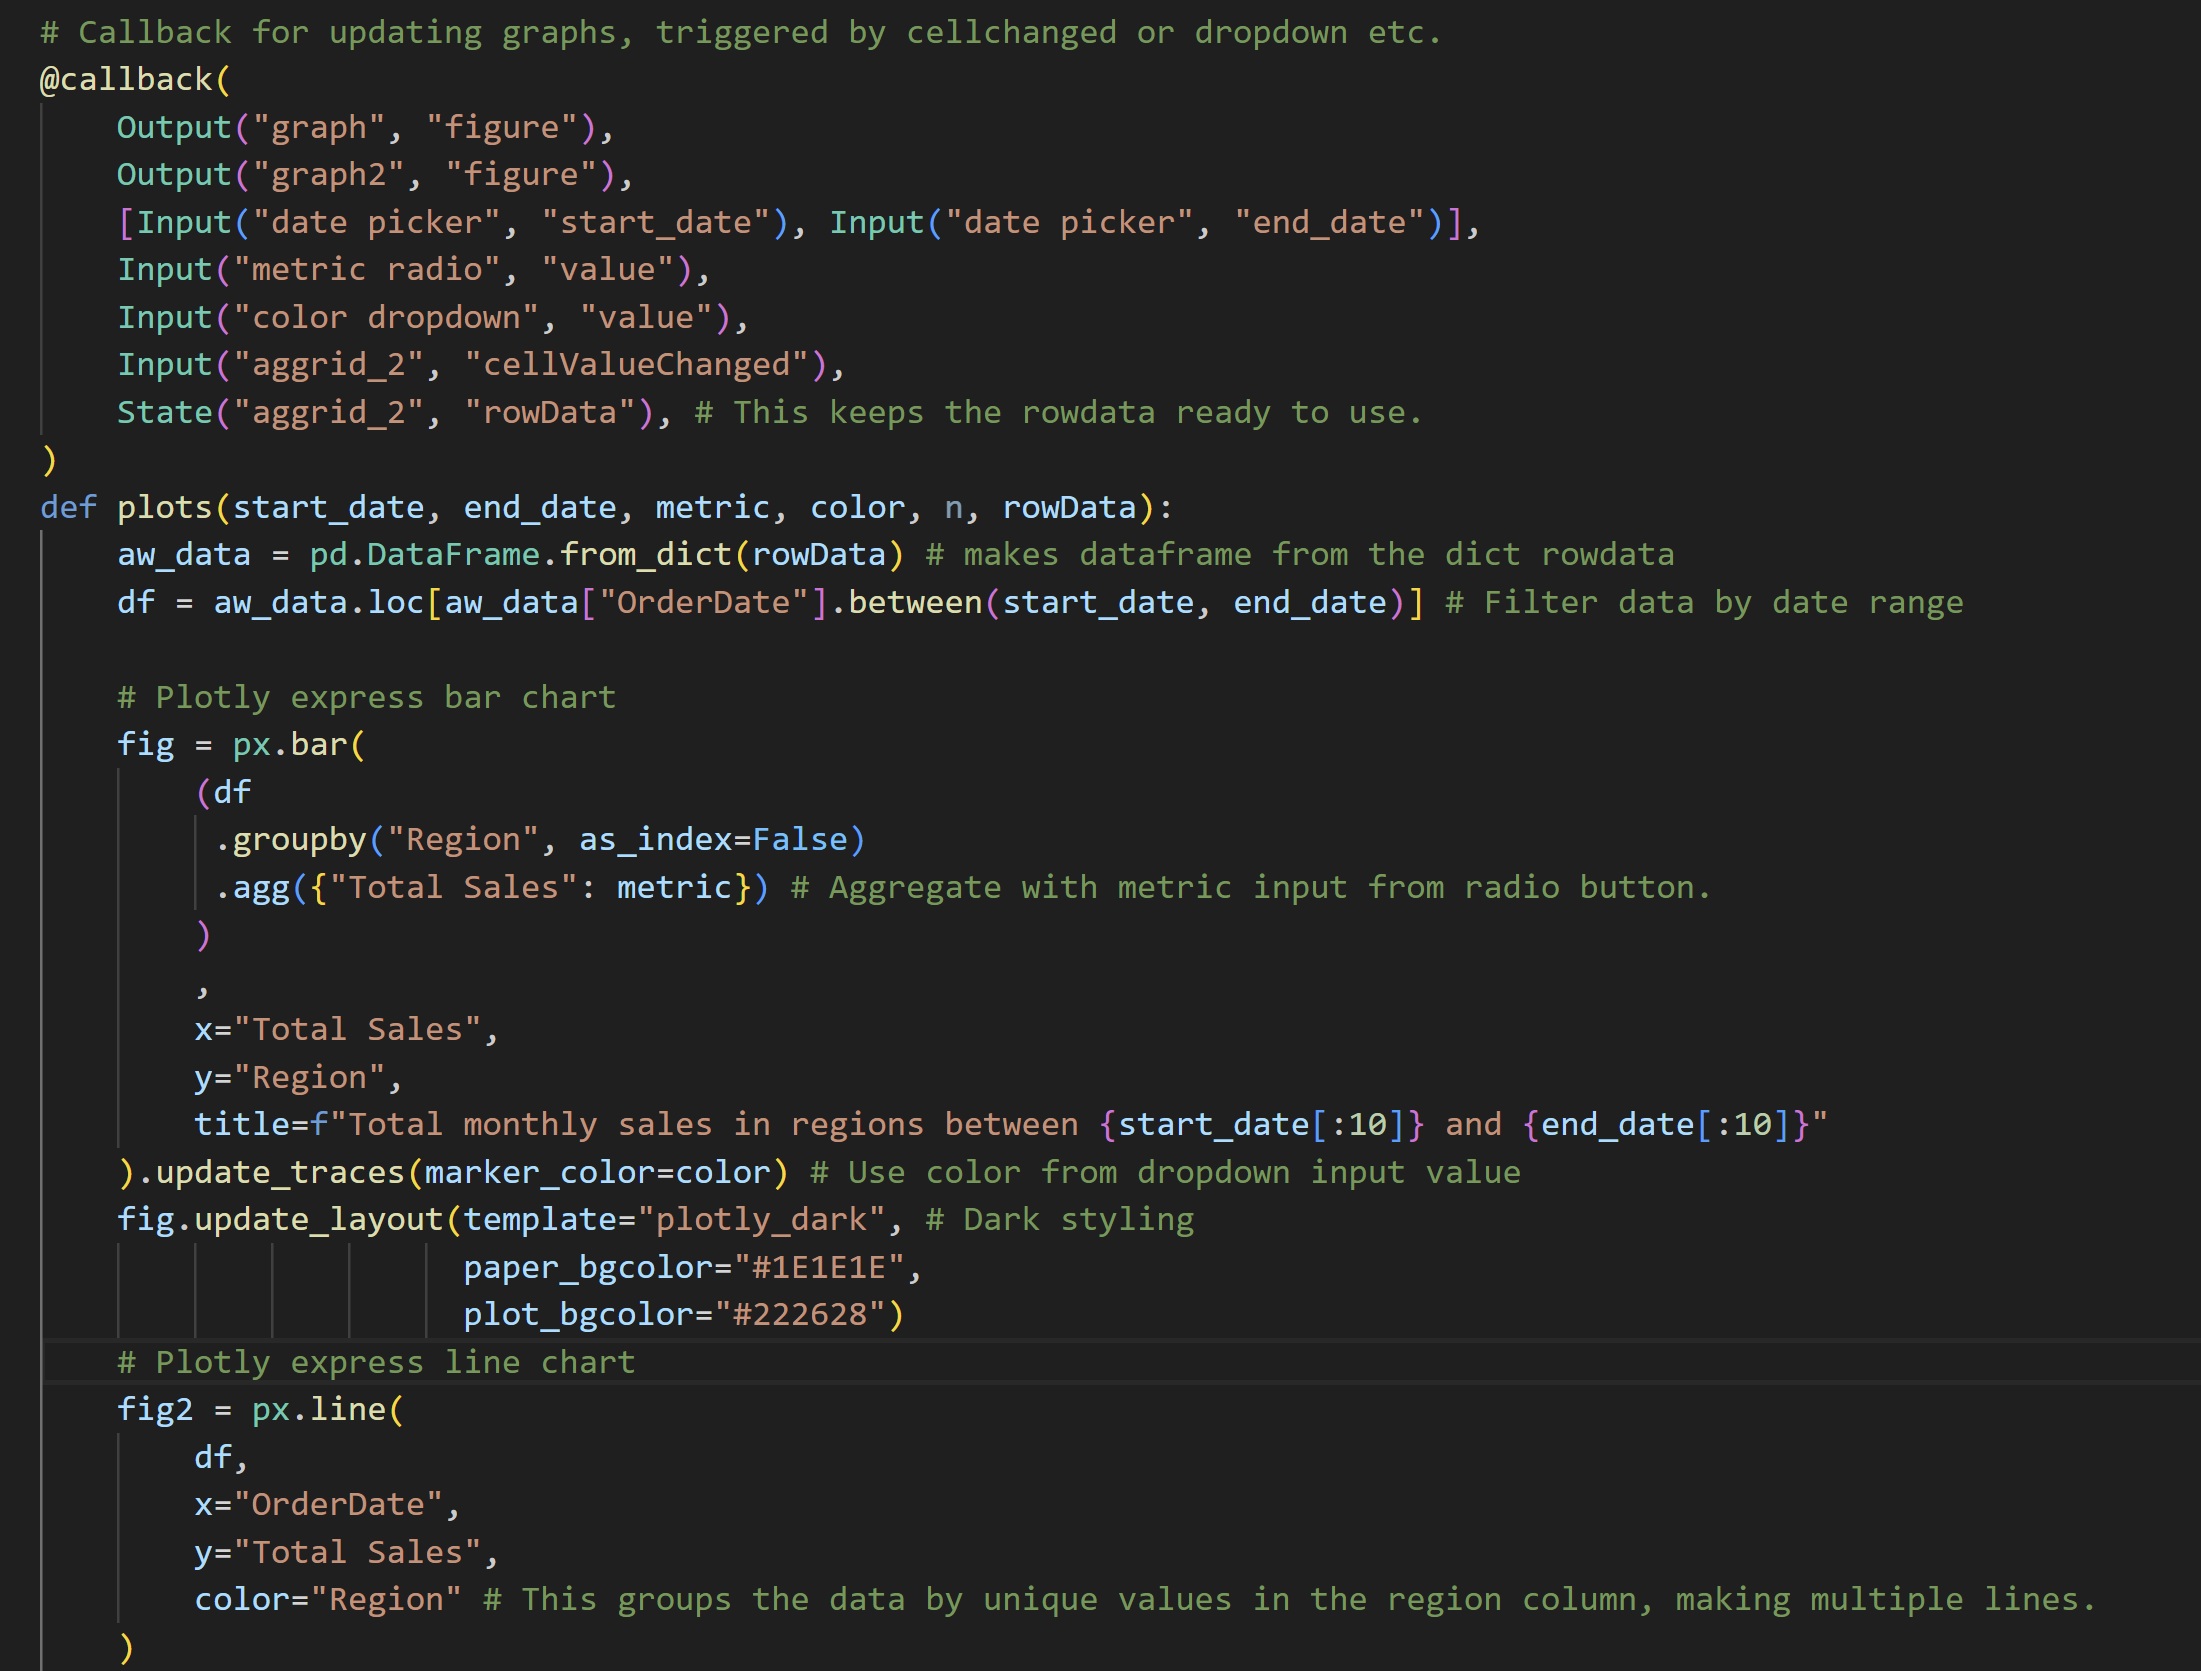 # Callback for updating graphs, triggered by cellchanged or dropdown etc.
@callback(
    Output("graph", "figure"),
    Output("graph2", "figure"),
    [Input("date picker", "start_date"), Input("date picker", "end_date")],
    Input("metric radio", "value"),
    Input("color dropdown", "value"),
    Input("aggrid_2", "cellValueChanged"),
    State("aggrid_2", "rowData"), # This keeps the rowdata ready to use.
)
def plots(start_date, end_date, metric, color, n, rowData):
    aw_data = pd.DataFrame.from_dict(rowData) # makes dataframe from the dict rowdata
    df = aw_data.loc[aw_data["OrderDate"].between(start_date, end_date)] # Filter data by date range

    # Plotly express bar chart
    fig = px.bar(
        (df
         .groupby("Region", as_index=False)
         .agg({"Total Sales": metric}) # Aggregate with metric input from radio button.
        )
        ,
        x="Total Sales",
        y="Region",
        title=f"Total monthly sales in regions between {start_date[:10]} and {end_date[:10]}"
    ).update_traces(marker_color=color) # Use color from dropdown input value
    fig.update_layout(template="plotly_dark", # Dark styling
                      paper_bgcolor="#1E1E1E",
                      plot_bgcolor="#222628")
    # Plotly express line chart
    fig2 = px.line(
        df,
        x="OrderDate",
        y="Total Sales",
        color="Region" # This groups the data by unique values in the region column, making multiple lines.
    )